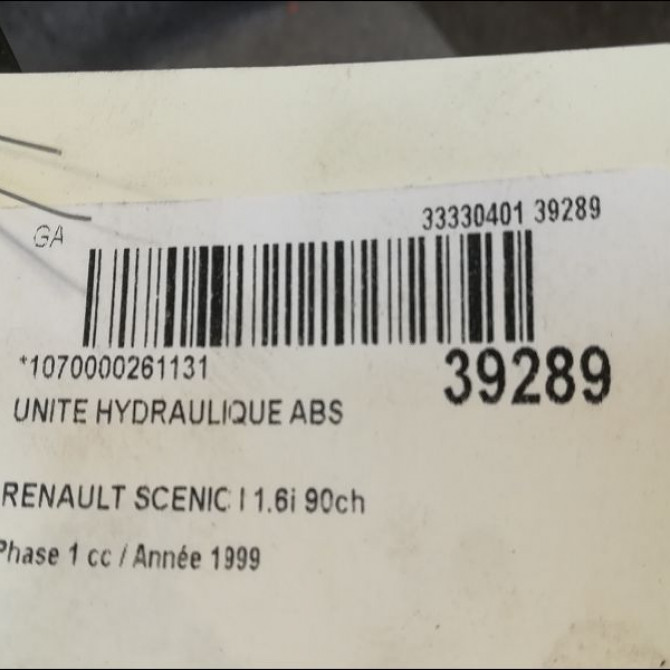 33330401 39289
GA
*1070000261131
39289
UNITE HYDRAULIQUE ABS
RENAULT SCENIC I 1.6i 90ch
Phase 1 cc / Année 1999